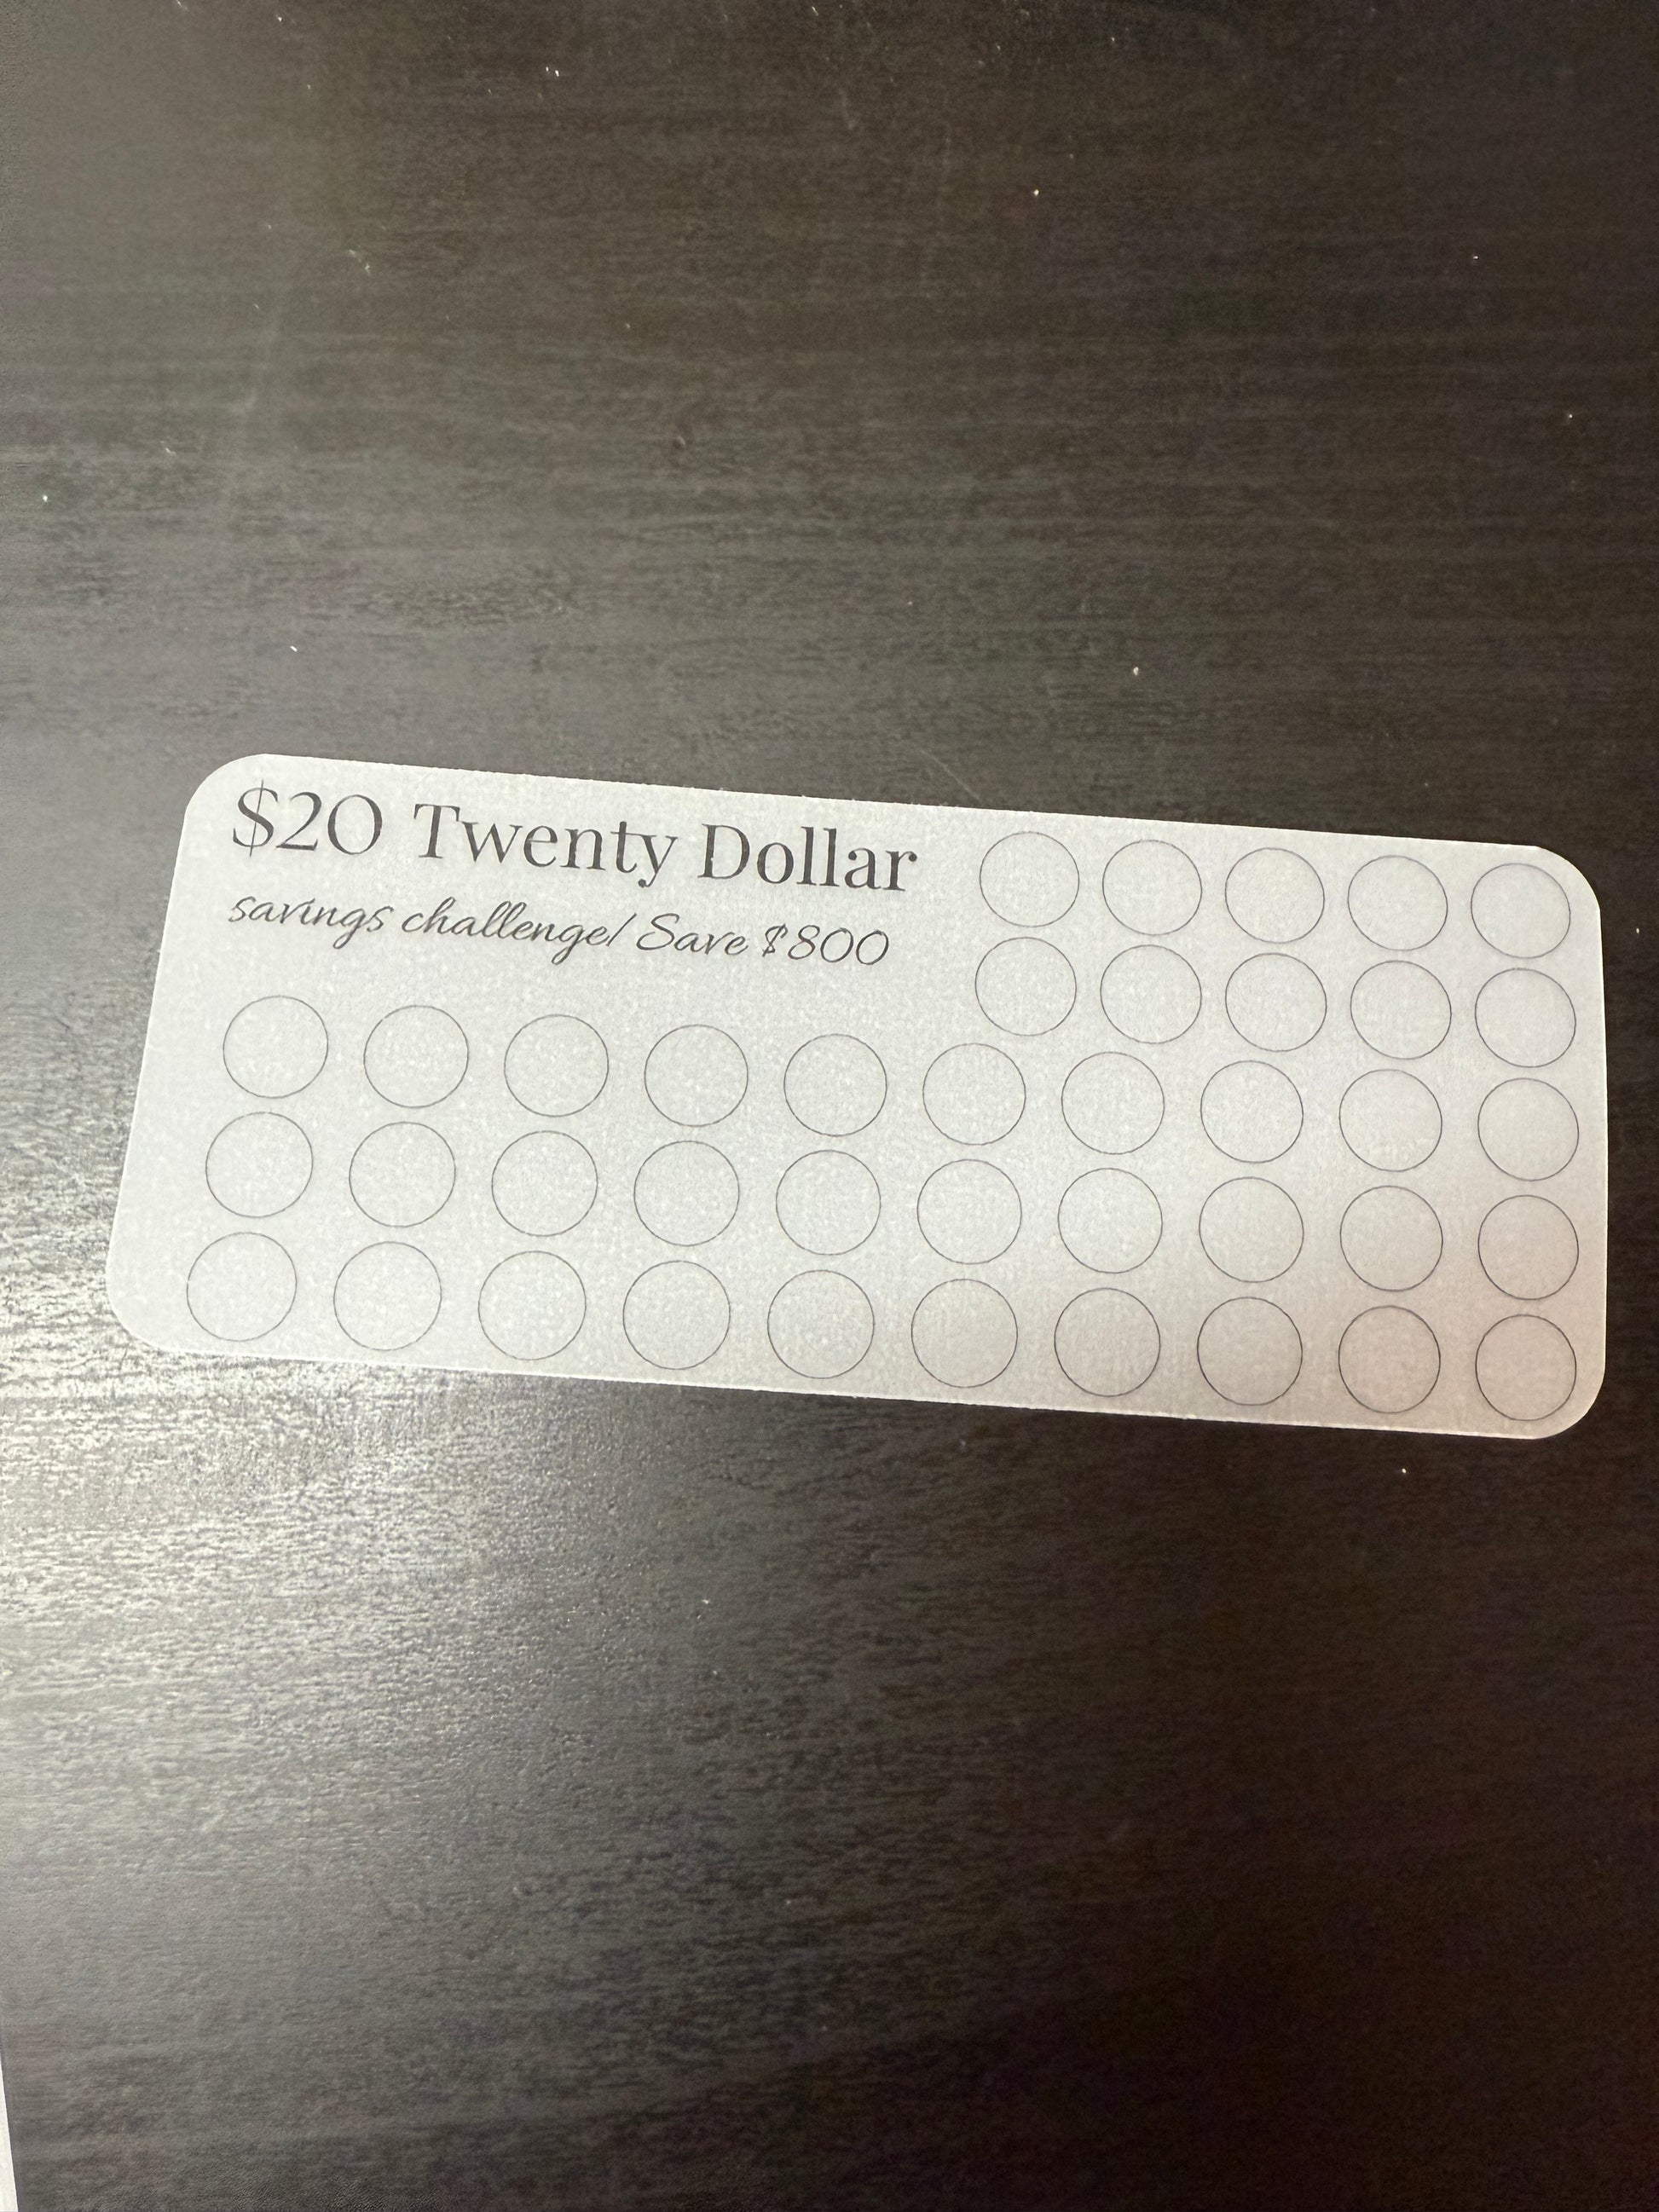 $20 Twenty Dollar
savings challenge/ Save $800